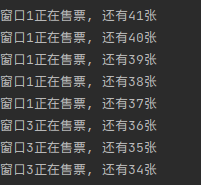 窗口1正在售票, 还有41张
窗口1正在售票, 还有40张
窗口1正在售票, 还有39张
窗口1正在售票, 还有38张
窗口1正在售票, 还有37张
窗口3正在售票, 还有36张
窗口3正在售票, 还有35张
窗口3正在售票, 还有34张